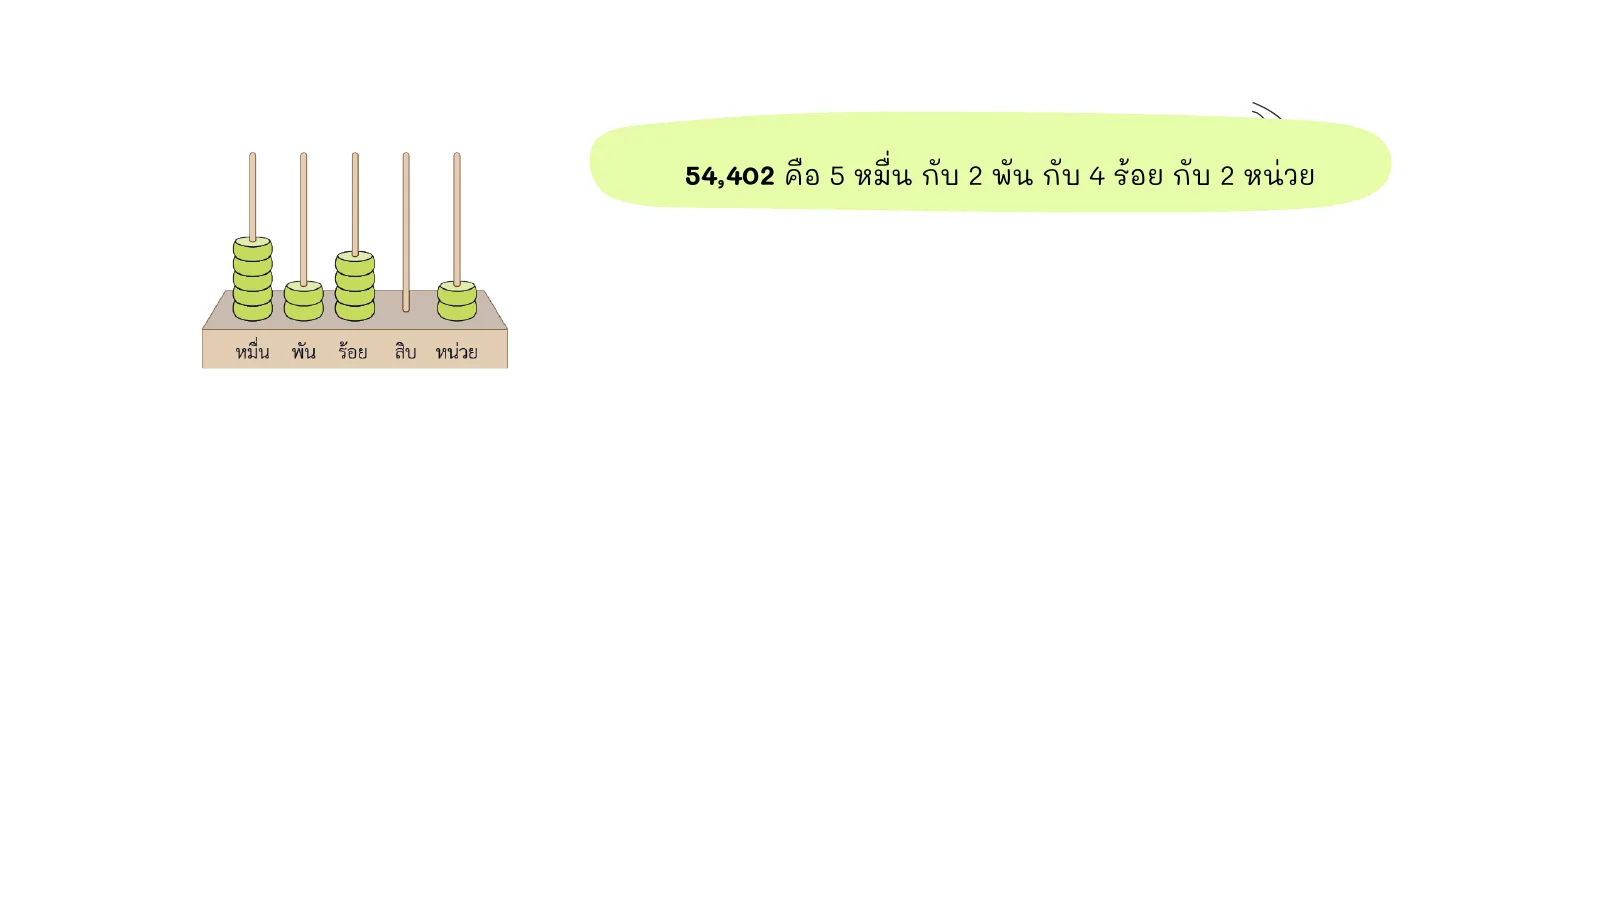 54,402 คือ 5 หมื่น กับ 2 พัน กับ 4 ร้อย กับ 2 หน่วย
หมื่น พัน ร้อย สิบ หน่วย